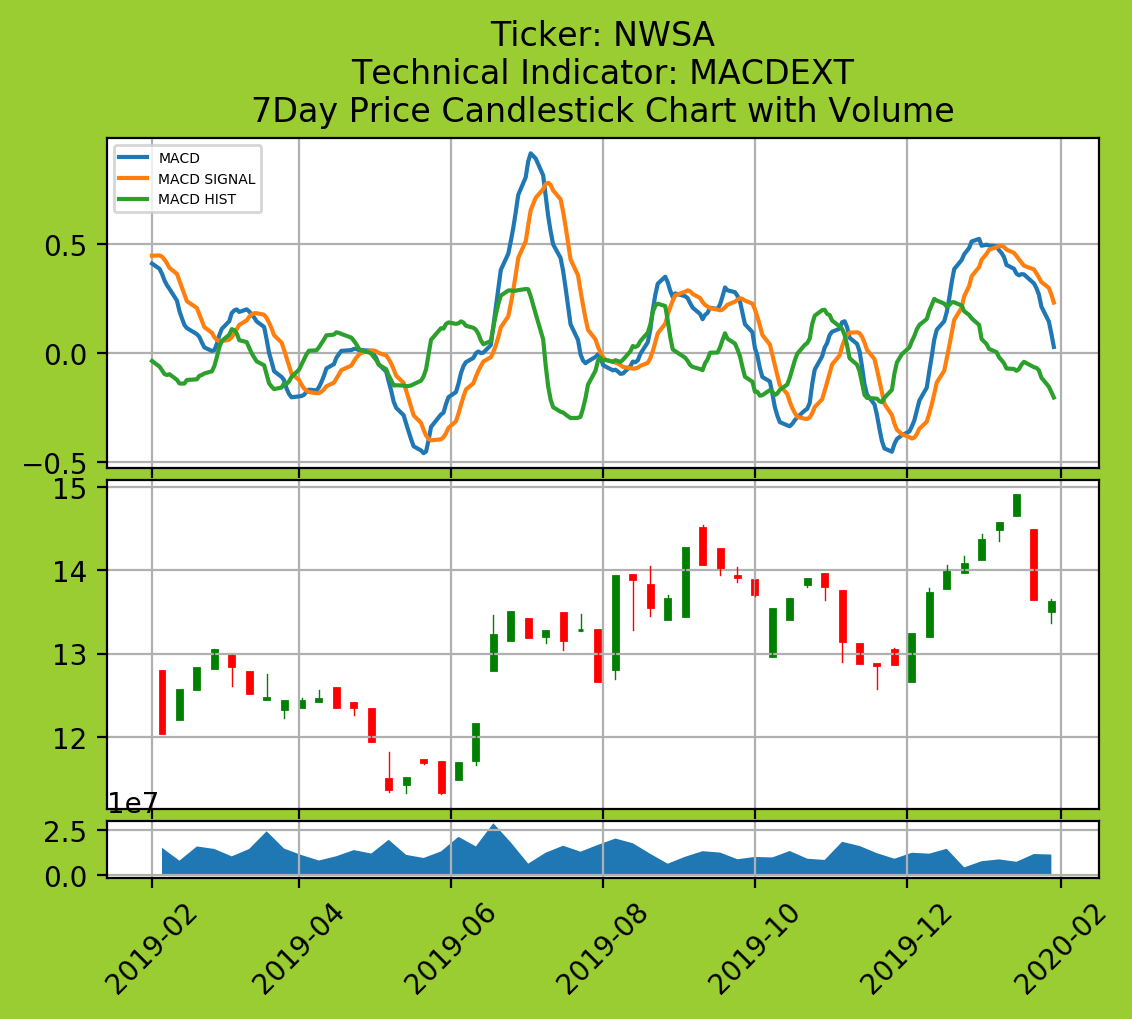 Ticker: NWSA
Technical Indicator: MACDEXT
7Day Price Candlestick Chart with Volume
MACD
MACD SIGNAL
MACD HIST
0.5
0.0
−0.5
15
14
13
12
1e7
2.5
0.0
2019-02
2019-04
2019-06
2019-08
2019-10
2019-12
2020-02